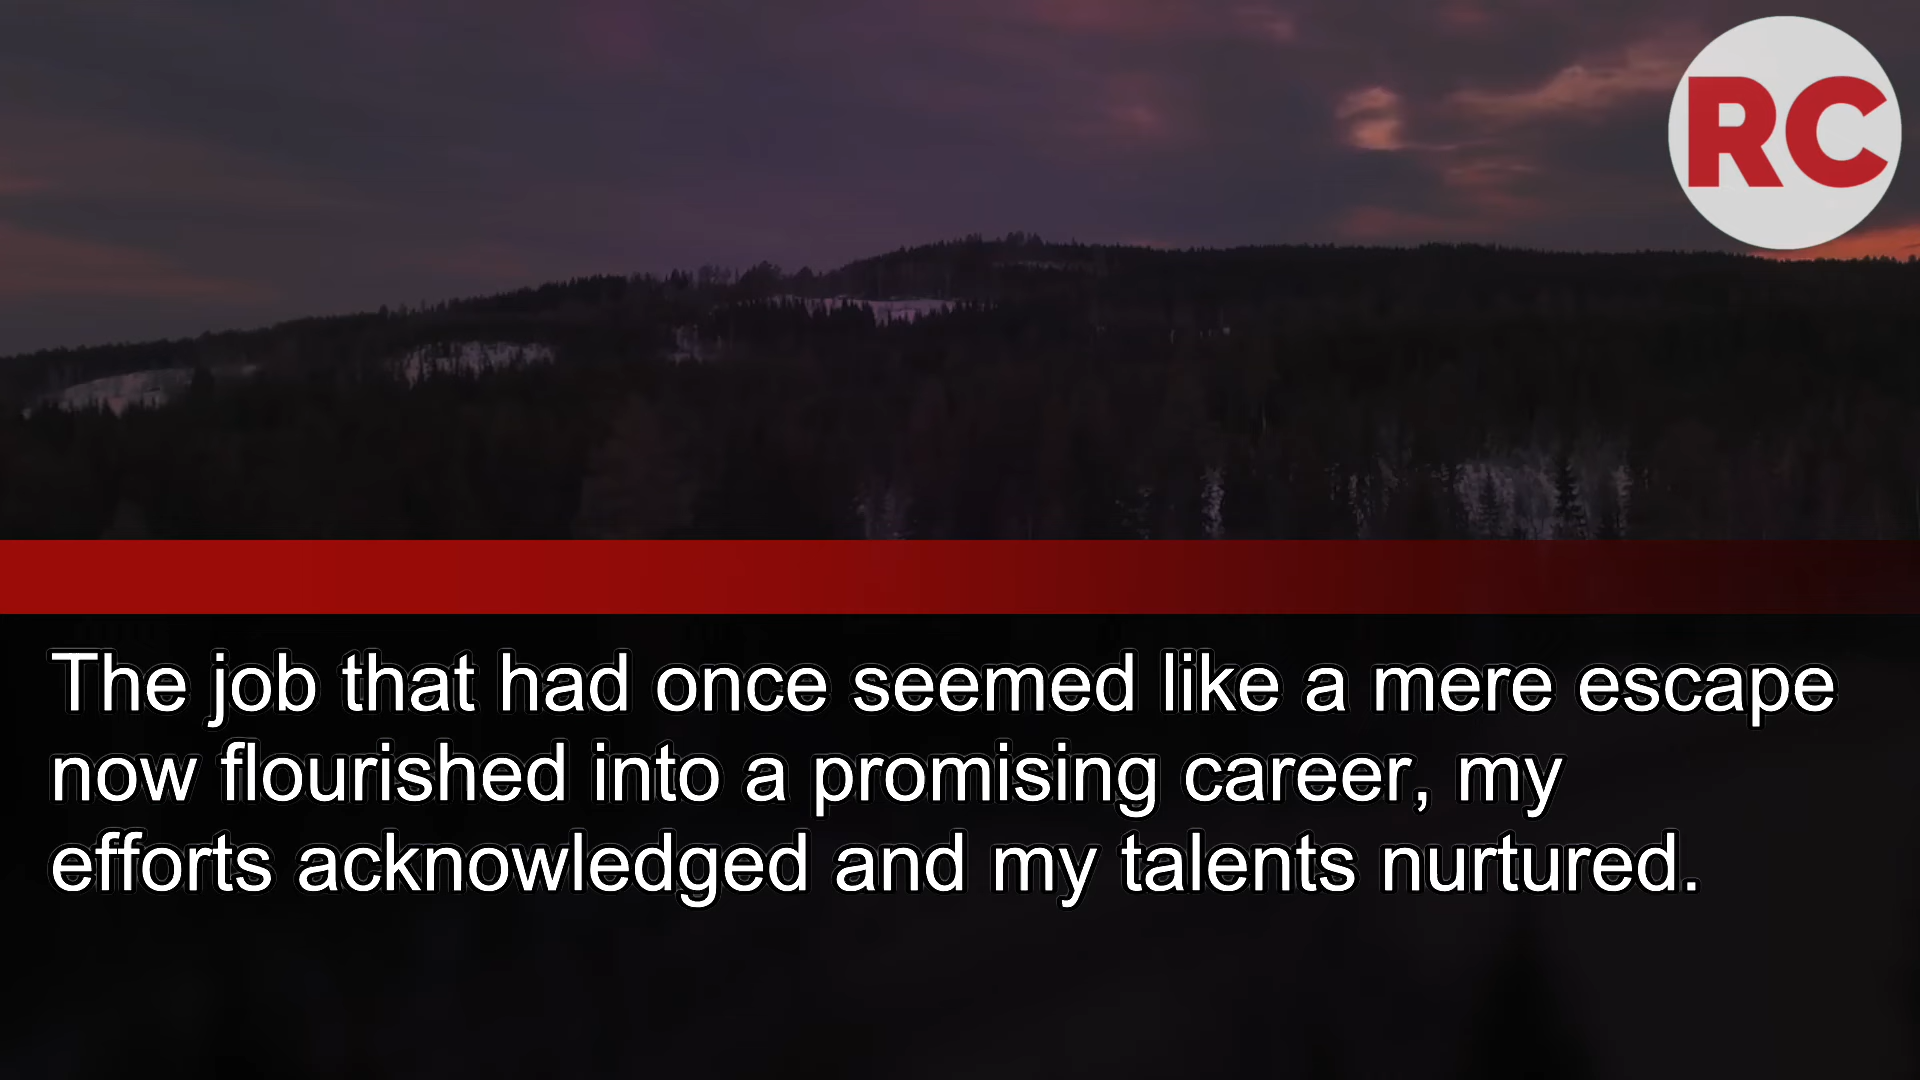 RC
The job that had once seemed like a mere escape
now flourished into a promising career, my
efforts acknowledged and my talents nurtured.